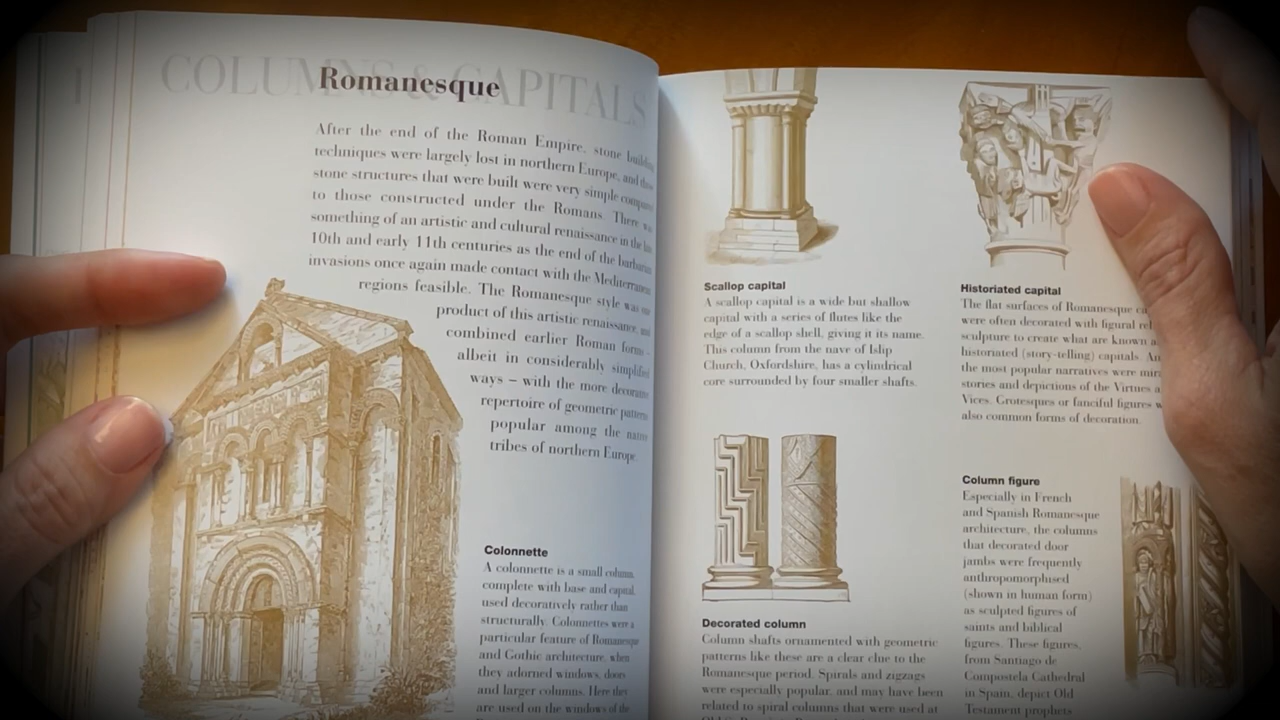 COLUMNS & CAPITALS
Romanesque
After the end of the Roman Empire, stone
techniques were largely lost in northern Europe, and
stone structures that were built were very simple
to those constructed under the Romans. There
something of an artistic and cultural renaissance in the
10th and early 11th centuries as the end of the barbarian
invasions once again made contact with the Mediterranean
regions feasible. The Romanesque style was
product of this artistic renaissance,
combined earlier Roman forms –
albeit in considerably simplified
ways – with the more decorative
repertoire of geometric patterns
popular among the
tribes of northern Europe.
Colonnette
A colonnette is a small column,
complete with base and capital,
used decoratively rather than
structurally. Colonnettes were a
particular feature of Romanesque
and Gothic architecture, when
they adorned windows, doors
and larger columns. Here they
are used on the windows of the
Scallop capital
A scallop capital is a wide but shallow
capital with a series of flutes like the
edge of a scallop shell, giving it its name.
This column from the nave of Islip
Church, Oxfordshire, has a cylindrical
core surrounded by four smaller shafts.
Decorated column
Column shafts ornamented with geometric
patterns like these are a clear clue to the
Romanesque period. Spirals and zigzags
were especially popular, and may have been
related to spiral columns that were used at
Historiated capital
The flat surfaces of Romanesque
were often decorated with figural
sculpture to create what are known
historiated (story-telling) capitals.
the most popular narratives were
stories and depictions of the Virtues
Vices. Grotesques or fanciful figures
also common forms of decoration.
Column figure
Especially in French
and Spanish Romanesque
architecture, the columns
that decorated door
jambs were frequently
anthropomorphised
(shown in human form)
as sculpted figures of
saints and biblical
figures. These figures,
from Santiago de
Compostela Cathedral
in Spain, depict Old
Testament prophets